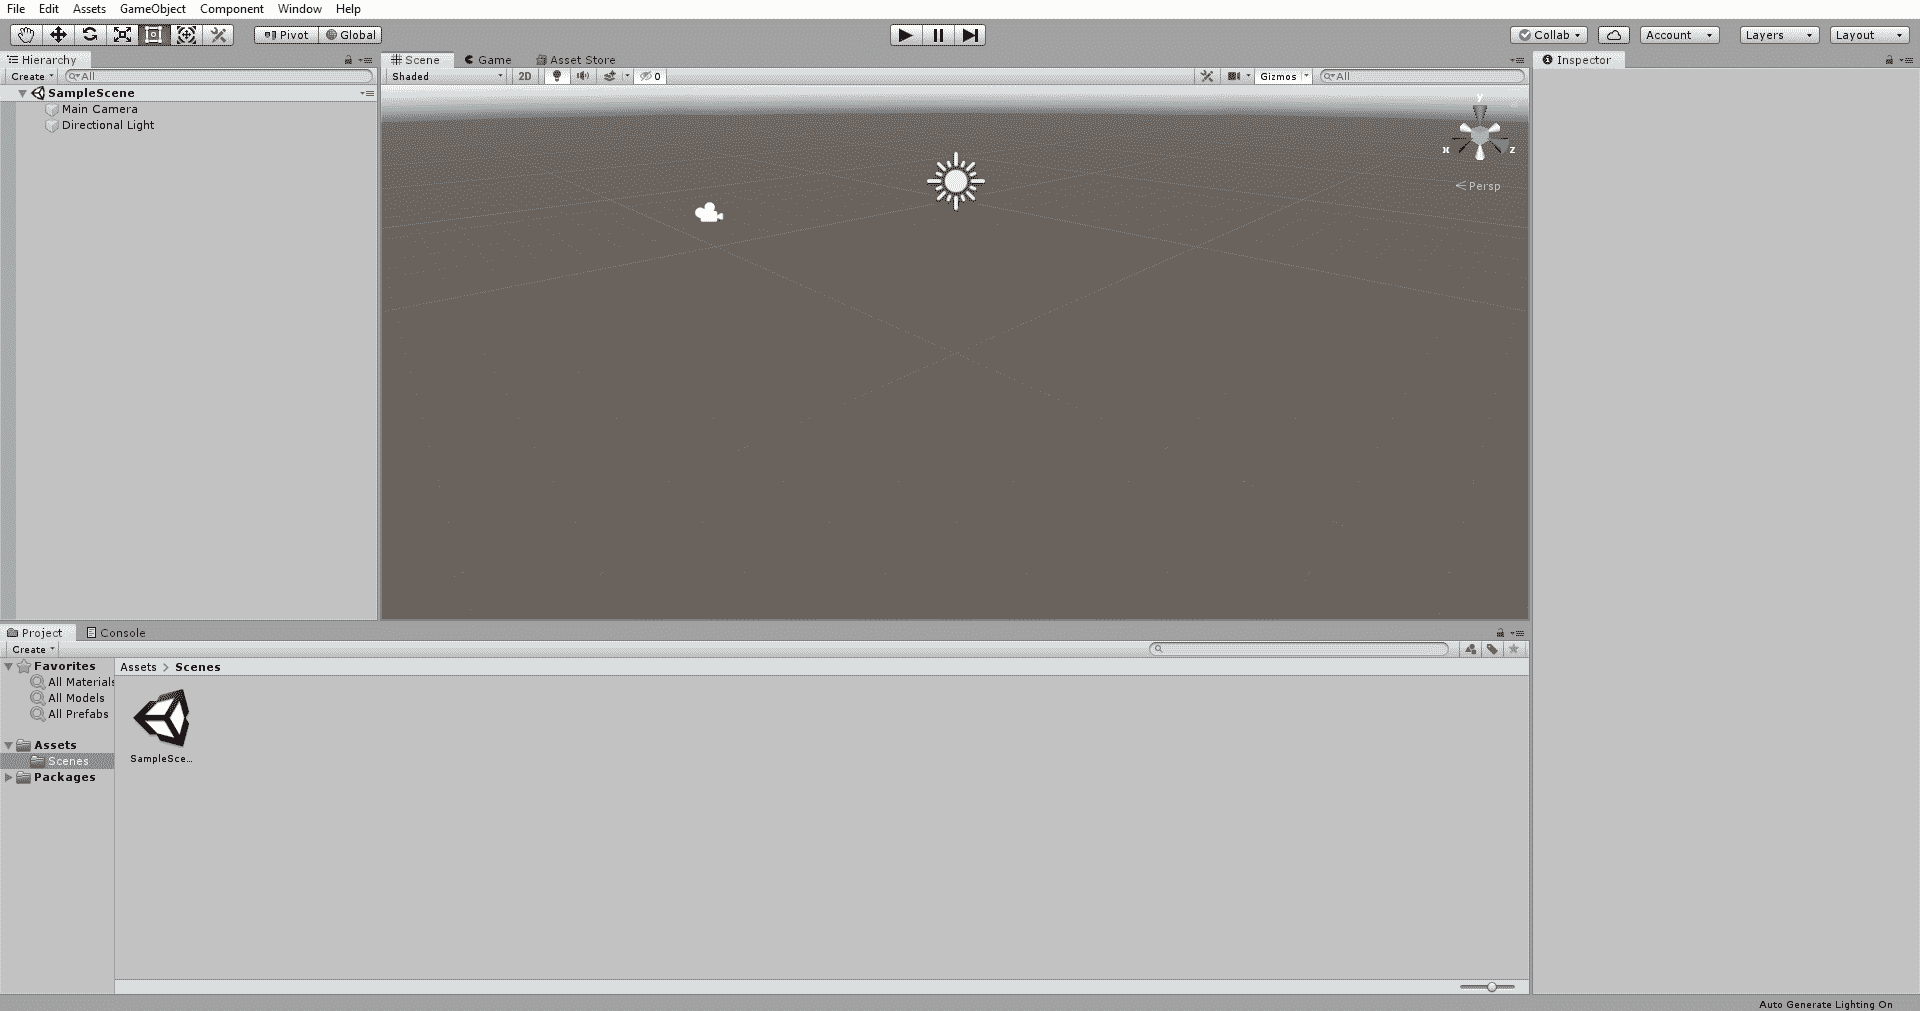 File Edit Assets GameObject Component Window Help
Pivot Global Collab Account Layers Layout
Hierarchy
Create All
SampleScene
Main Camera
Directional Light
Scene Game Asset Store
Shaded 2D 0 Gizmos All
y
x z
Persp
Inspector
Project Console
Create
Favorites
All Materials
All Models
All Prefabs
Assets
Scenes
Packages
Assets > Scenes
SampleSce...
Auto Generate Lighting On